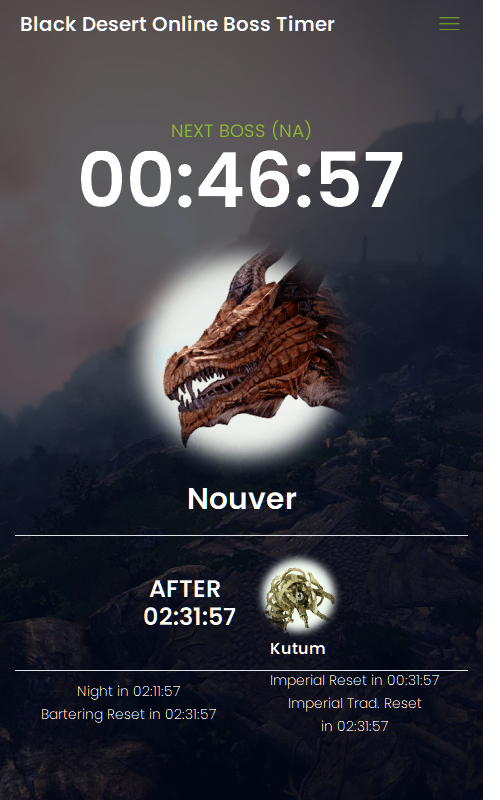 Black Desert Online Boss Timer
NEXT BOSS (NA)
00:46:57
Nouver
AFTER
02:31:57
Kutum
Night in 02:11:57
Bartering Reset in 02:31:57
Imperial Reset in 00:31:57
Imperial Trad. Reset
in 02:31:57